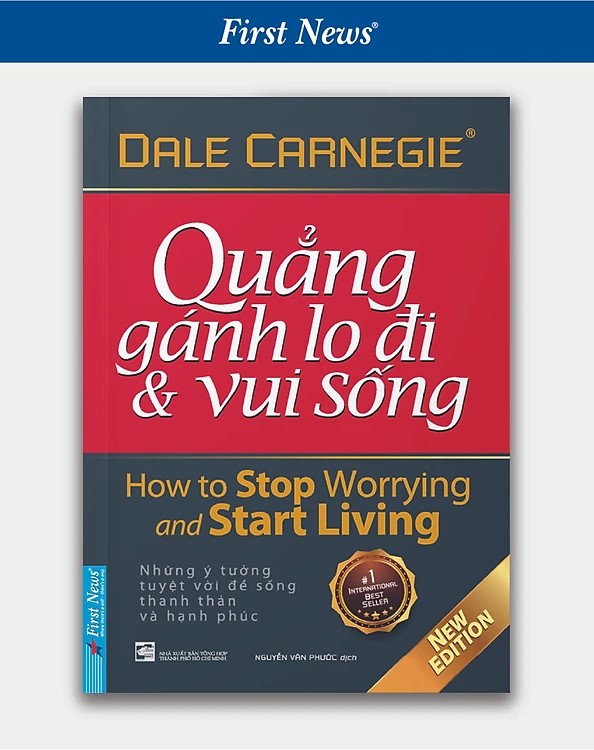 First News®
DALE CARNEGIE®
Quẳng
gánh lo đi
& vui sống
How to Stop Worrying
and Start Living
Những ý tưởng
tuyệt vời để sống
thanh thản
và hạnh phúc
#1
INTERNATIONAL
BEST
SELLER
NEW
EDITION
First News®
NHÀ XUẤT BẢN TỔNG HỢP
THÀNH PHỐ HỒ CHÍ MINH
NGUYỄN VĂN PHƯỚC dịch